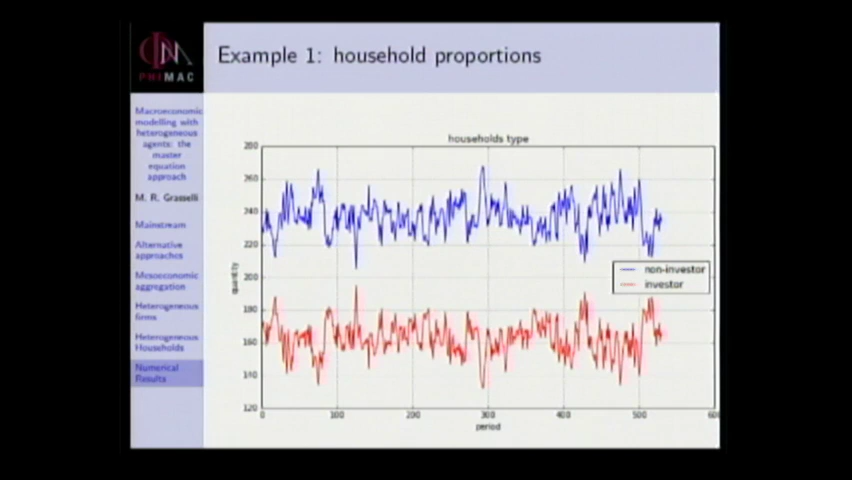 Example 1: household proportions
PHIMAC
Macroeconomic
modelling with
heterogeneous
agents: the
master
equation
approach
M. R. Grasselli
Mainstream
Alternative
approaches
Mesoeconomic
aggregation
Heterogeneous
firms
Heterogeneous
Households
Numerical
Results
households type
280
260
240
220
200
180
160
140
120
quantity
non-investor
investor
0 100 200 300 400 500
period